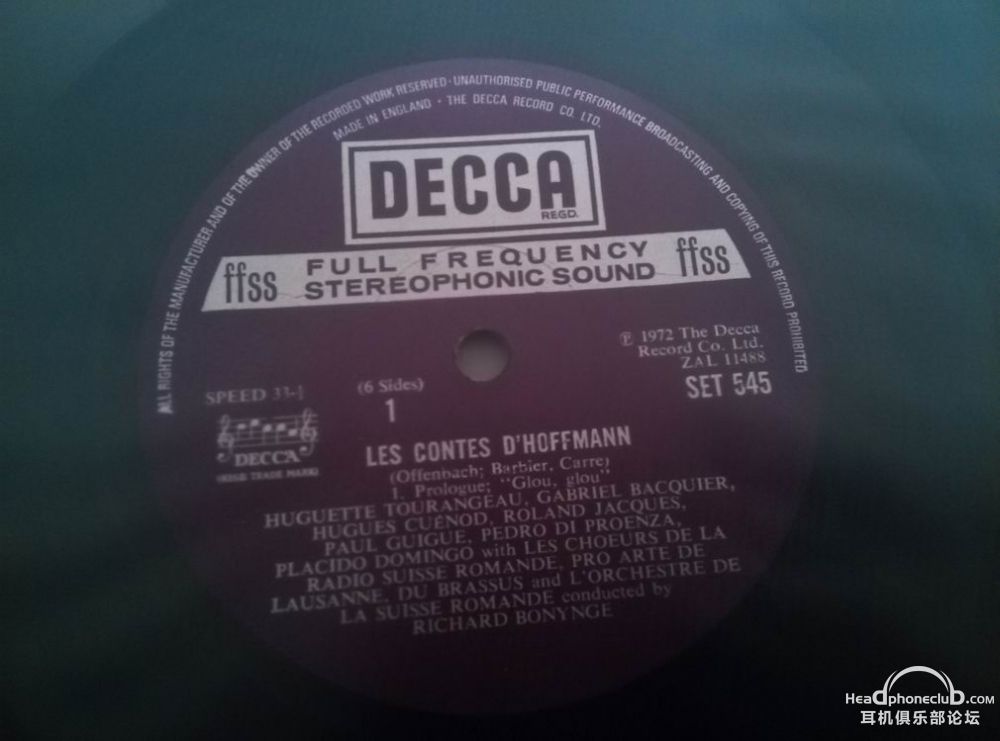 ALL RIGHTS OF THE MANUFACTURER AND OF THE OWNER OF THE RECORDED WORK RESERVED · UNAUTHORISED PUBLIC PERFORMANCE BROADCASTING AND COPYING OF THIS RECORD PROHIBITED
MADE IN ENGLAND · THE DECCA RECORD CO. LTD.
DECCA
REGD.
ffss FULL FREQUENCY STEREOPHONIC SOUND ffss
℗ 1972 The Decca
Record Co. Ltd.
ZAL 11488
SET 545
SPEED 33-⅓
(6 Sides)
1
DECCA
(REGD. TRADE MARK)
LES CONTES D'HOFFMANN
(Offenbach; Barbier, Carre)
1. Prologue; "Glou, glou"
HUGUETTE TOURANGEAU, GABRIEL BACQUIER,
HUGUES CUÉNOD, ROLAND JACQUES,
PAUL GUIGUE, PEDRO DI PROENZA,
PLACIDO DOMINGO with LES CHOEURS DE LA
RADIO SUISSE ROMANDE, PRO ARTE DE
LAUSANNE, DU BRASSUS and L'ORCHESTRE DE
LA SUISSE ROMANDE conducted by
RICHARD BONYNGE
Headphoneclub.com
耳机俱乐部论坛